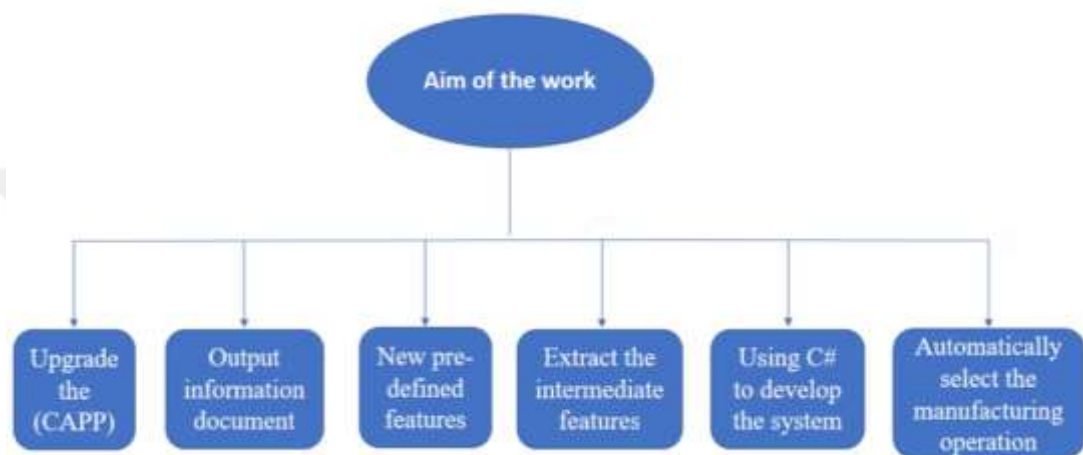 Aim of the work
Upgrade
the
(CAPP)
Output
information
document
New pre-
defined
features
Extract the
intermediate
features
Using C#
to develop
the system
Automatically
select the
manufacturing
operation